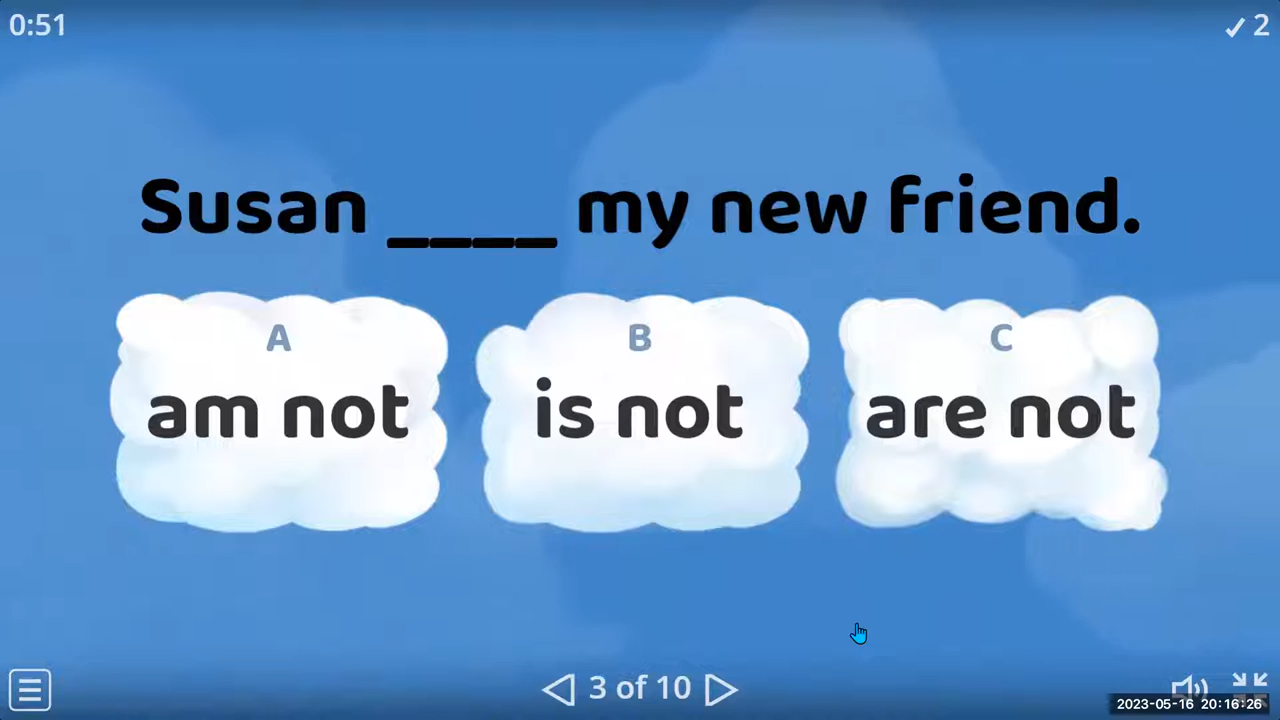 0:51
✓ 2
Susan ____ my new friend.
A
am not
B
is not
C
are not
3 of 10
2023-05-16 20:16:26